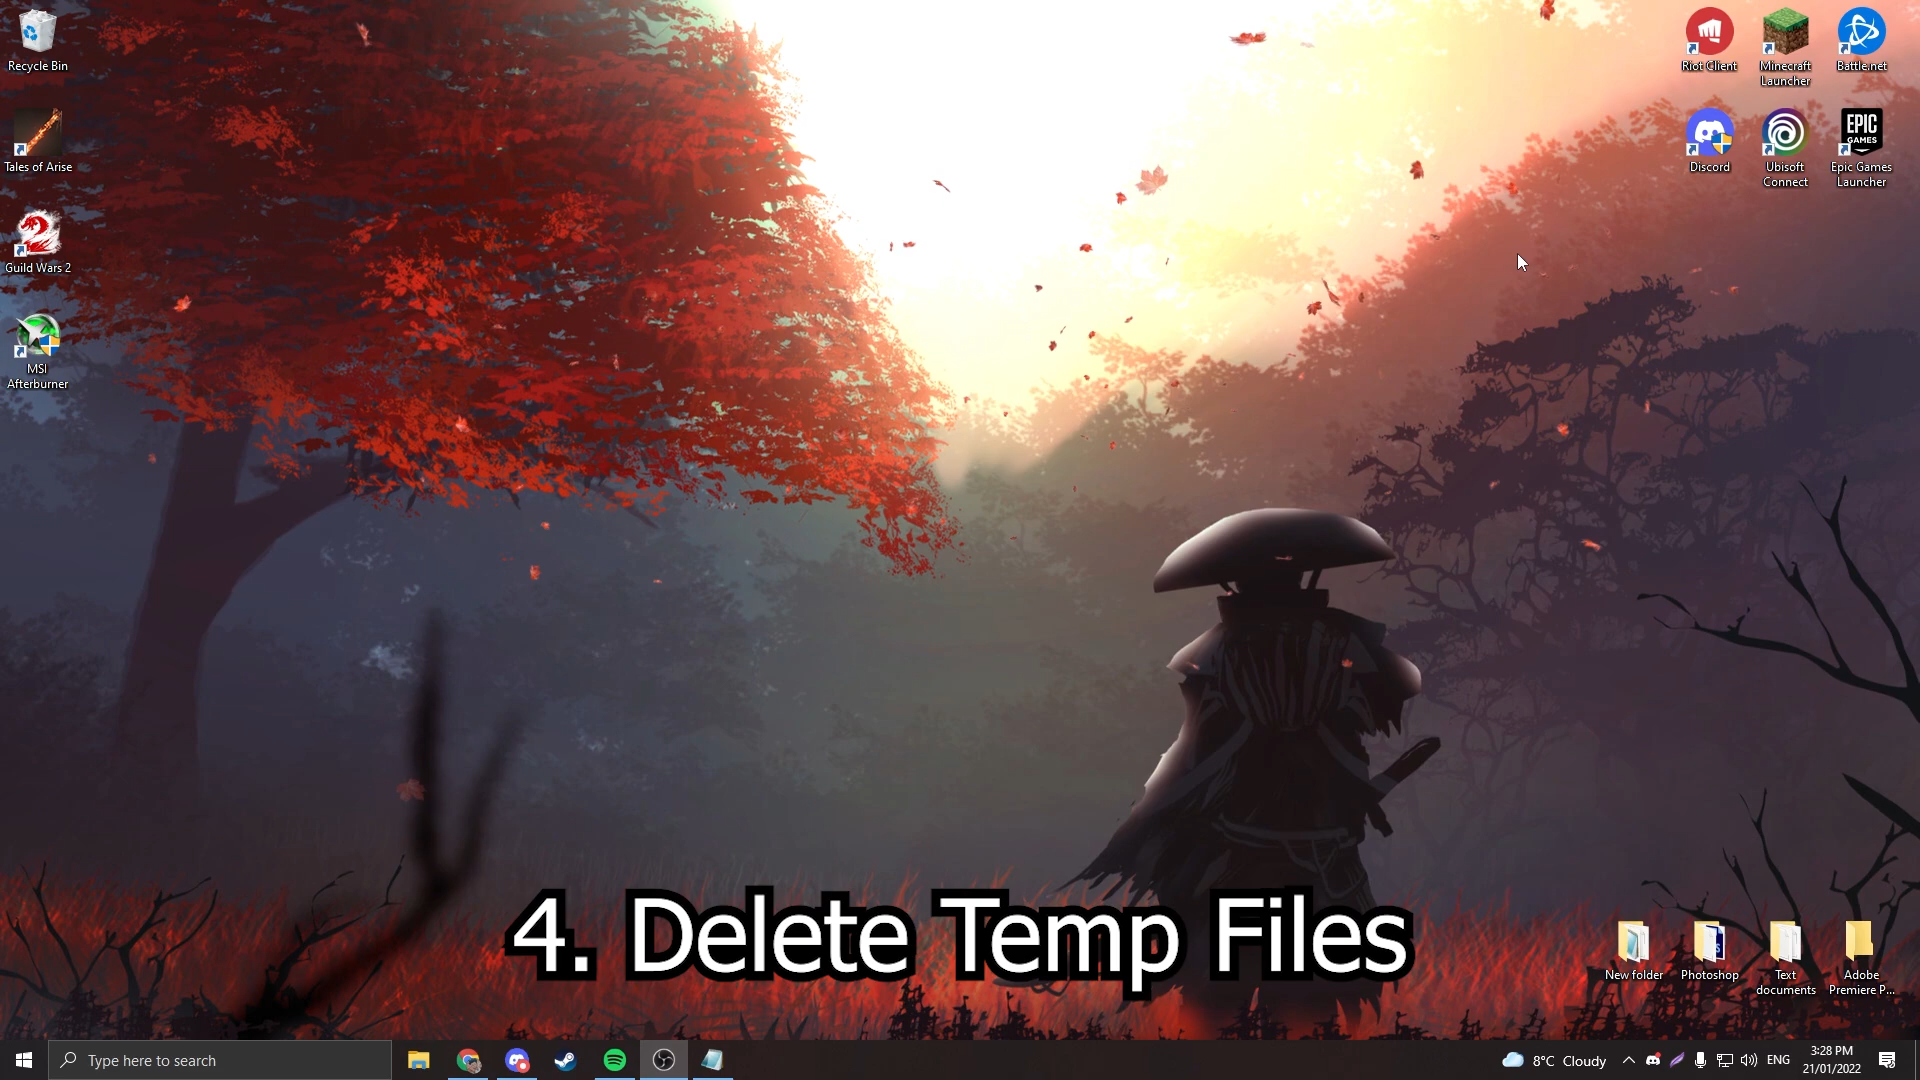 Recycle Bin
Tales of Arise
Guild Wars 2
MSI
Afterburner
Riot Client
Minecraft
Launcher
Battle.net
Discord
Ubisoft
Connect
EPIC
GAMES
Epic Games
Launcher
4. Delete Temp Files
New folder
Photoshop
Text
documents
Adobe
Premiere P...
Type here to search
8°C Cloudy
ENG
3:28 PM
21/01/2022